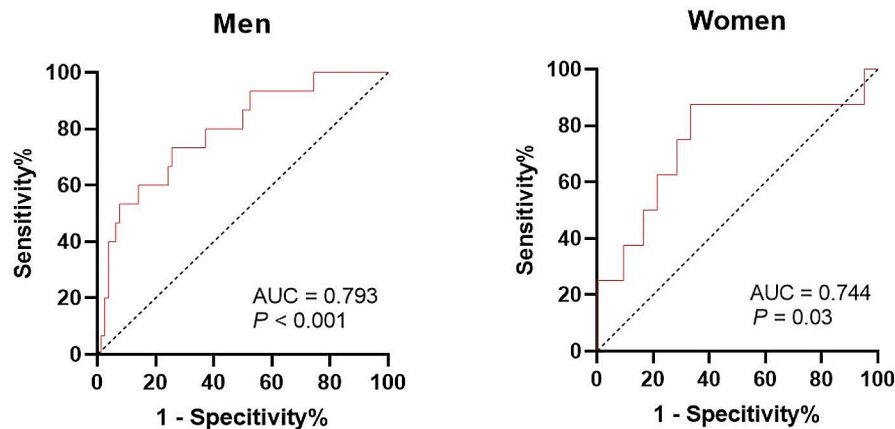 Men
100
80
60
40
20
0
Sensitivity%
AUC = 0.793
P < 0.001
0 20 40 60 80 100
1 - Specitivity%
Women
100
80
60
40
20
0
Sensitivity%
AUC = 0.744
P = 0.03
0 20 40 60 80 100
1 - Specitivity%